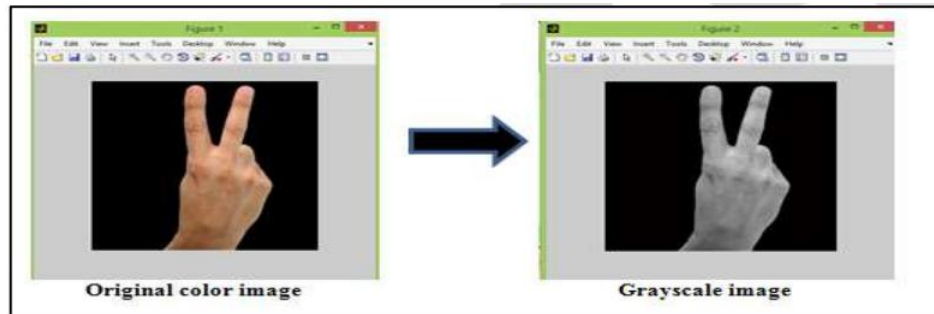 Figure 1
File Edit View Insert Tools Desktop Window Help
Figure 2
File Edit View Insert Tools Desktop Window Help
Original color image
Grayscale image